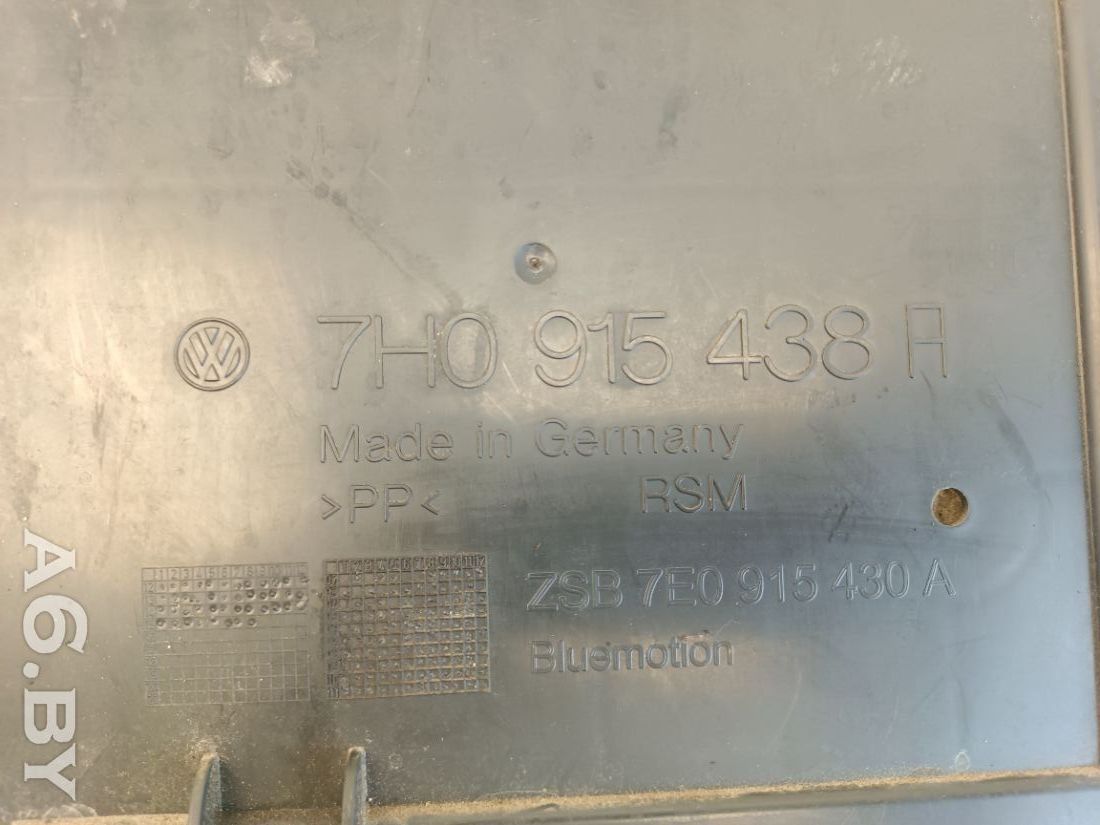 7H0 915 438 A
Made in Germany
>PP< RSM
ZSB 7E0 915 430 A
Bluemotion
A6.BY